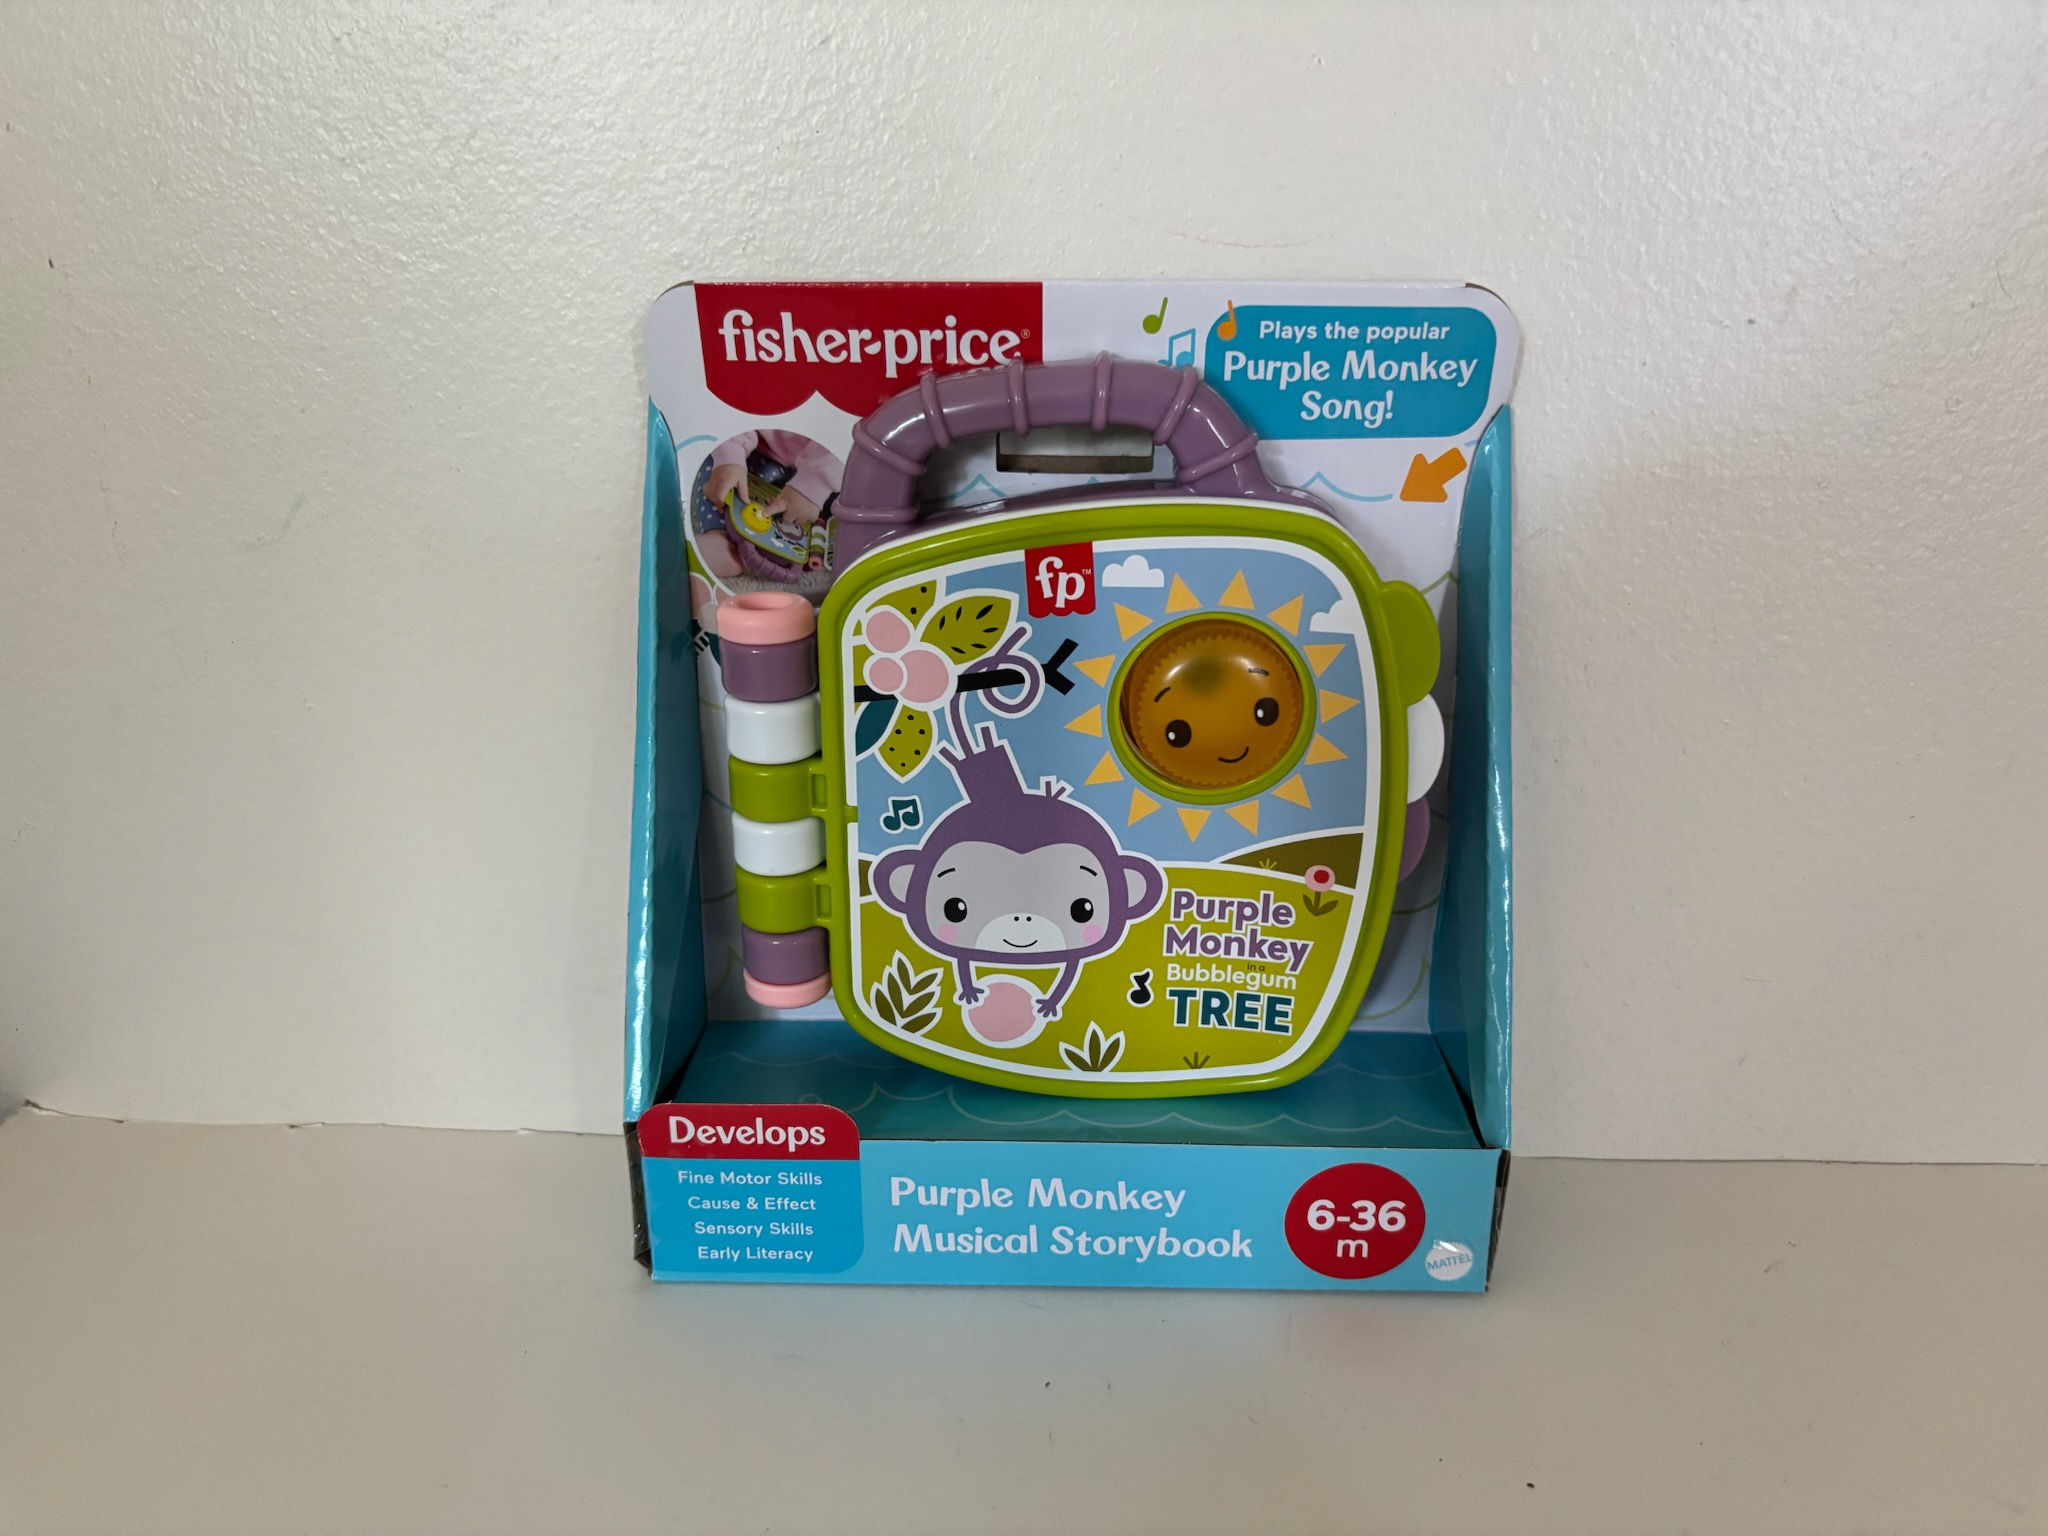 fisher-price®
Plays the popular
Purple Monkey
Song!
fp™
Purple
Monkey
in a
Bubblegum
TREE
Develops
Fine Motor Skills
Cause & Effect
Sensory Skills
Early Literacy
Purple Monkey
Musical Storybook
6-36
m
MATTEL